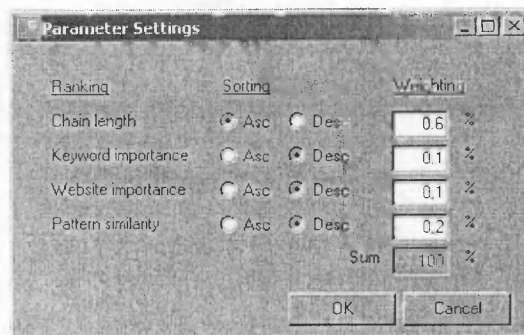 Parameter Settings
Ranking Sorting Weighting
Chain length Asc Desc 0.6 %
Keyword importance Asc Desc 0.1 %
Website importance Asc Desc 0.1 %
Pattern similarity Asc Desc 0.2 %
Sum 100 %
OK Cancel